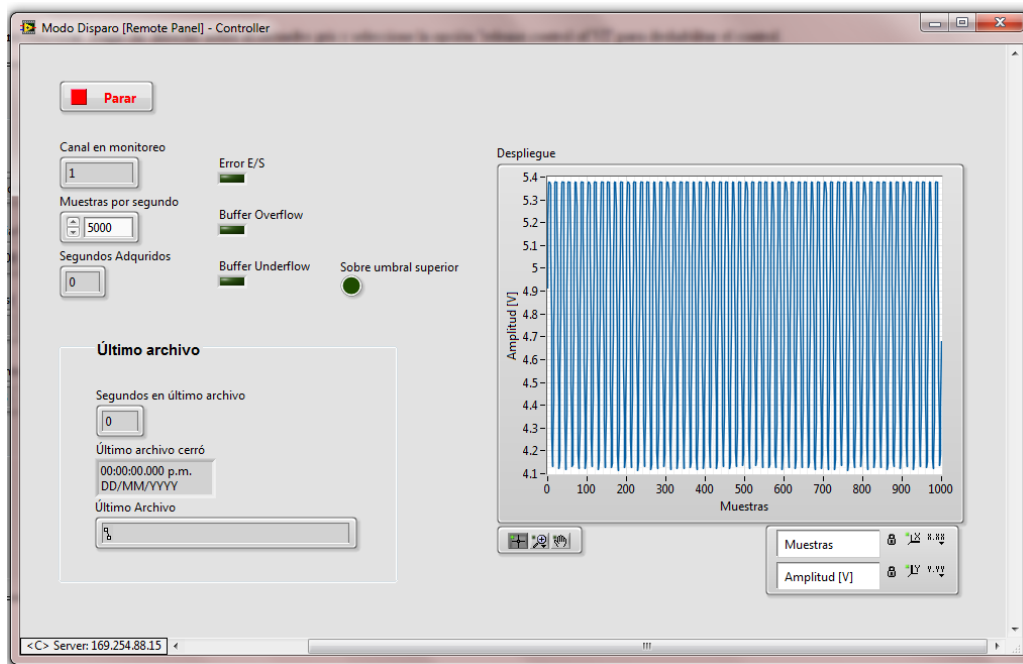 Modo Disparo [Remote Panel] - Controller
Parar
Canal en monitoreo
1
Muestras por segundo
5000
Segundos Adquridos
0
Error E/S
Buffer Overflow
Buffer Underflow
Sobre umbral superior
Último archivo
Segundos en último archivo
0
Último archivo cerró
00:00:00.000 p.m.
DD/MM/YYYY
Último Archivo
Despliegue
Amplitud [V]
5.4
5.3
5.2
5.1
5
4.9
4.8
4.7
4.6
4.5
4.4
4.3
4.2
4.1
0 100 200 300 400 500 600 700 800 900 1000
Muestras
Muestras
X X.XX
Amplitud [V]
Y Y.YY
<C> Server: 169.254.88.15